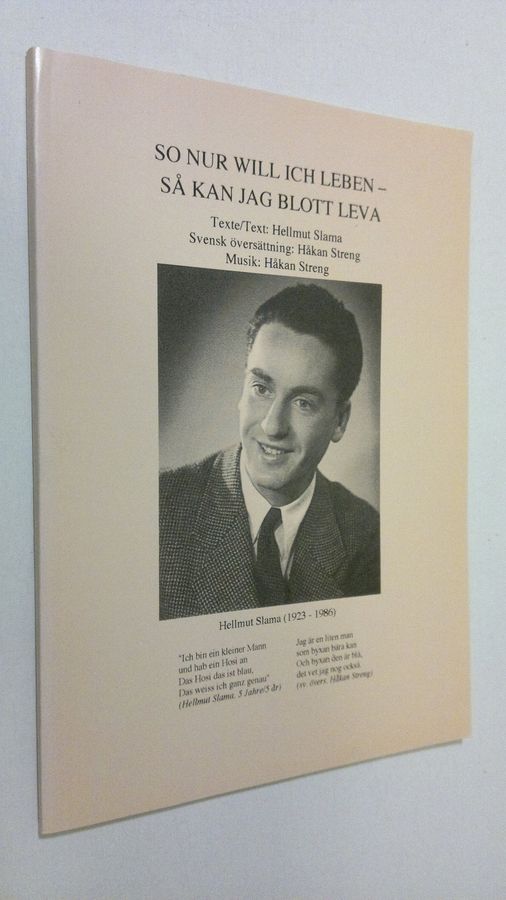 SO NUR WILL ICH LEBEN –
SÅ KAN JAG BLOTT LEVA
Texte/Text: Hellmut Slama
Svensk översättning: Håkan Streng
Musik: Håkan Streng
Hellmut Slama (1923 - 1986)
"Ich bin ein kleiner Mann
und hab ein Hosi an
Das Hosi das ist blau,
Das weiss ich ganz genau"
(Hellmut Slama, 5 Jahre/5 år)
Jag är en liten man
som byxan bära kan
Och byxan den är blå,
det vet jag nog också.
(sv. övers. Håkan Streng)